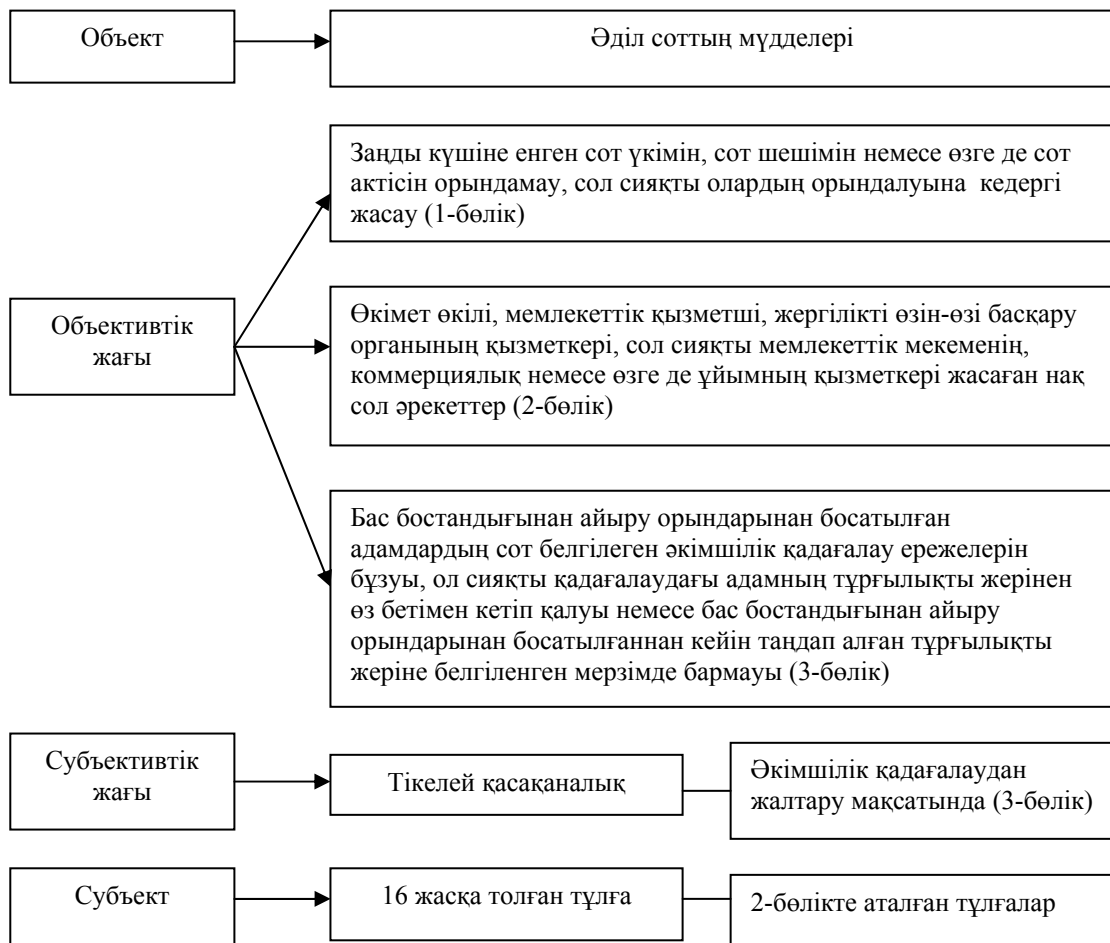 Объект
Әділ соттың мүдделері
Заңды күшіне енген сот үкімін, сот шешімін немесе өзге де сот
актісін орындамау, сол сияқты олардың орындалуына кедергі
жасау (1-бөлік)
Объективтік
жағы
Өкімет өкілі, мемлекеттік қызметші, жергілікті өзін-өзі басқару
органының қызметкері, сол сияқты мемлекеттік мекеменің,
коммерциялық немесе өзге де ұйымның қызметкері жасаған нақ
сол әрекеттер (2-бөлік)
Бас бостандығынан айыру орындарынан босатылған
адамдардың сот белгілеген әкімшілік қадағалау ережелерін
бұзуы, ол сияқты қадағалаудағы адамның тұрғылықты жерінен
өз бетімен кетіп қалуы немесе бас бостандығынан айыру
орындарынан босатылғаннан кейін таңдап алған тұрғылықты
жеріне белгіленген мерзімде бармауы (3-бөлік)
Субъективтік
жағы
Тікелей қасақаналық
Әкімшілік қадағалаудан
жалтару мақсатында (3-бөлік)
Субъект
16 жасқа толған тұлға
2-бөлікте аталған тұлғалар